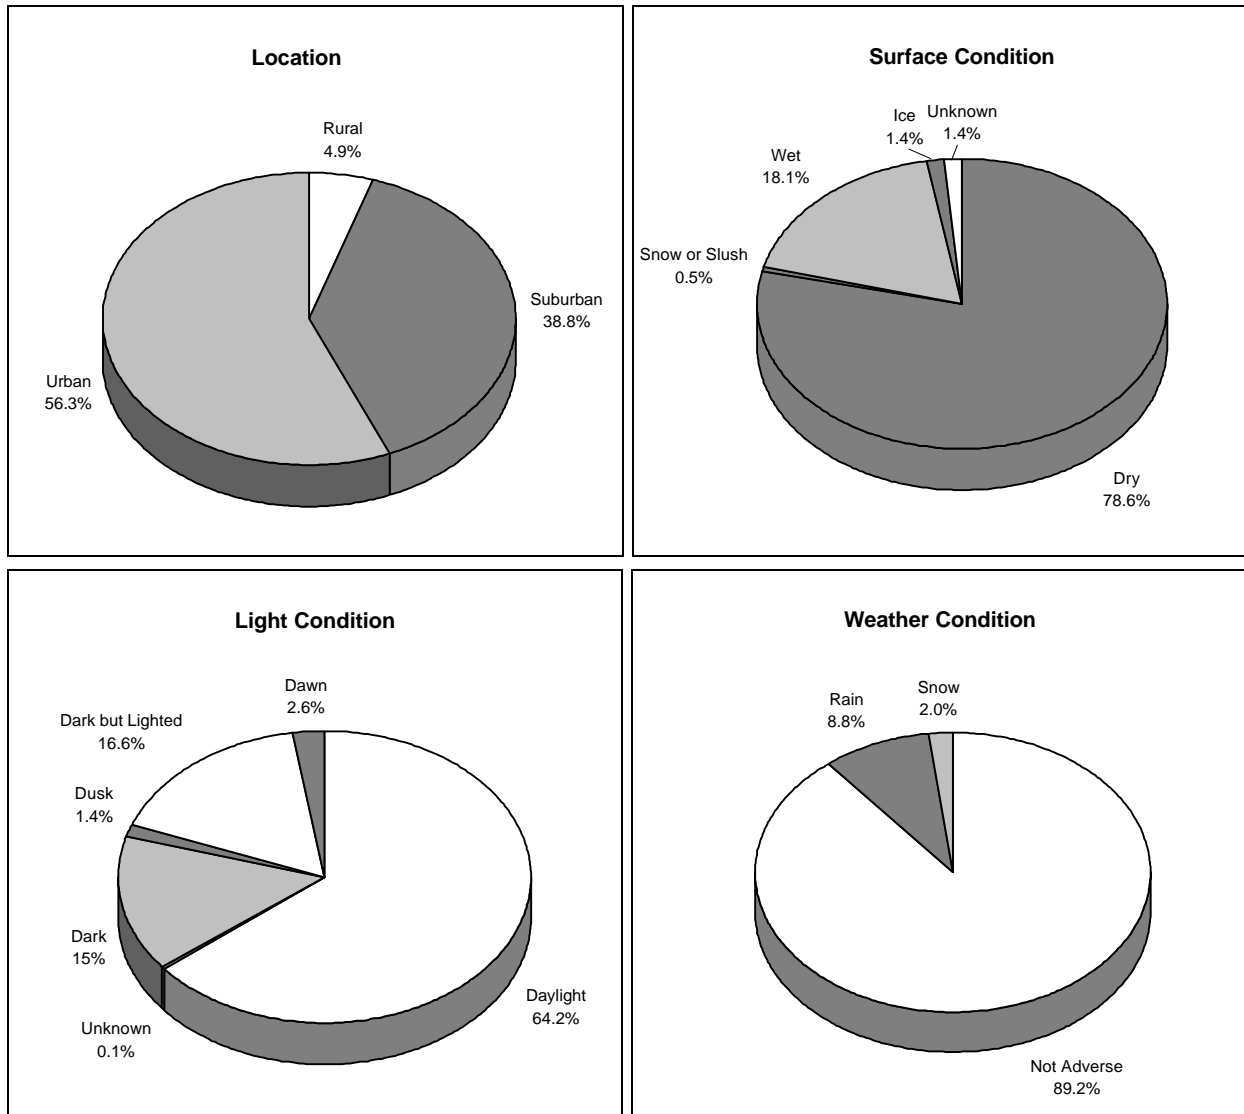 Location
Rural
4.9%
Suburban
38.8%
Urban
56.3%
Surface Condition
Ice
1.4%
Unknown
1.4%
Wet
18.1%
Snow or Slush
0.5%
Dry
78.6%
Light Condition
Dawn
2.6%
Dark but Lighted
16.6%
Dusk
1.4%
Dark
15%
Unknown
0.1%
Daylight
64.2%
Weather Condition
Rain
8.8%
Snow
2.0%
Not Adverse
89.2%